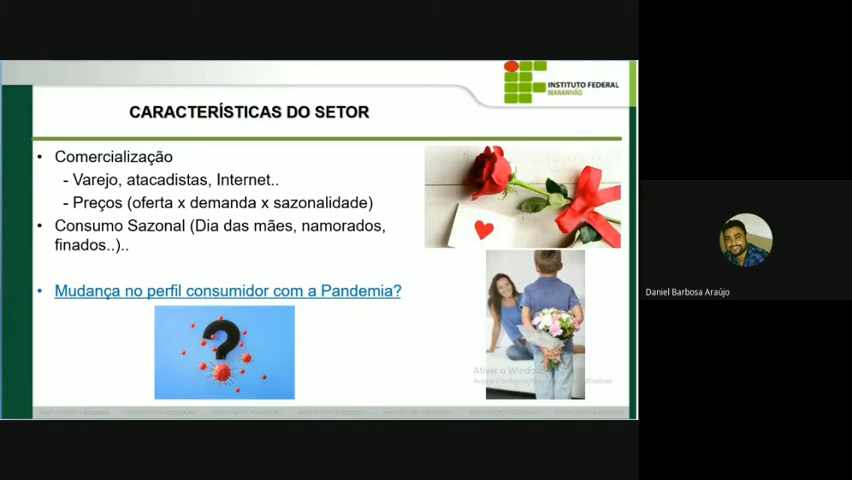 INSTITUTO FEDERAL
MARANHÃO
CARACTERÍSTICAS DO SETOR
• Comercialização
- Varejo, atacadistas, Internet..
- Preços (oferta x demanda x sazonalidade)
• Consumo Sazonal (Dia das mães, namorados,
finados..)..
• Mudança no perfil consumidor com a Pandemia?
?
Ativar o Windows
Daniel Barbosa Araújo